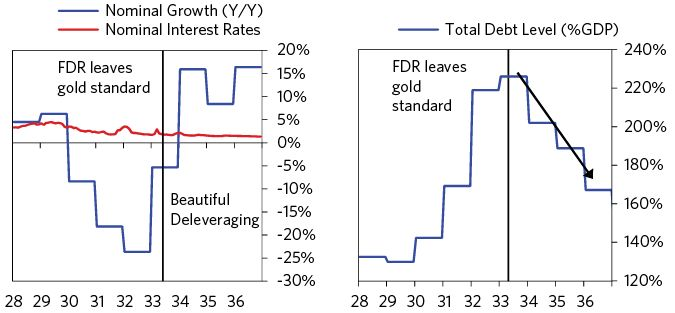 Nominal Growth (Y/Y)
Nominal Interest Rates
FDR leaves
gold standard
Beautiful
Deleveraging
20%
15%
10%
5%
0%
-5%
-10%
-15%
-20%
-25%
-30%
28 29 30 31 32 33 34 35 36
Total Debt Level (%GDP)
FDR leaves
gold
standard
240%
220%
200%
180%
160%
140%
120%
28 29 30 31 32 33 34 35 36